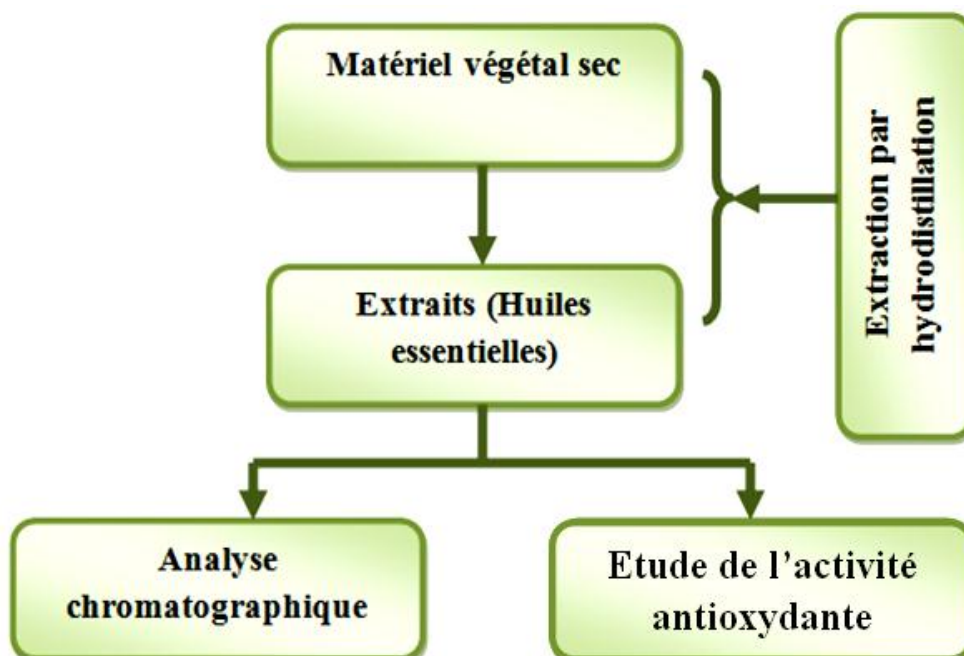 Matériel végétal sec
Extraction par
hydrodistillation
Extraits (Huiles
essentielles)
Analyse
chromatographique
Etude de l'activité
antioxydante